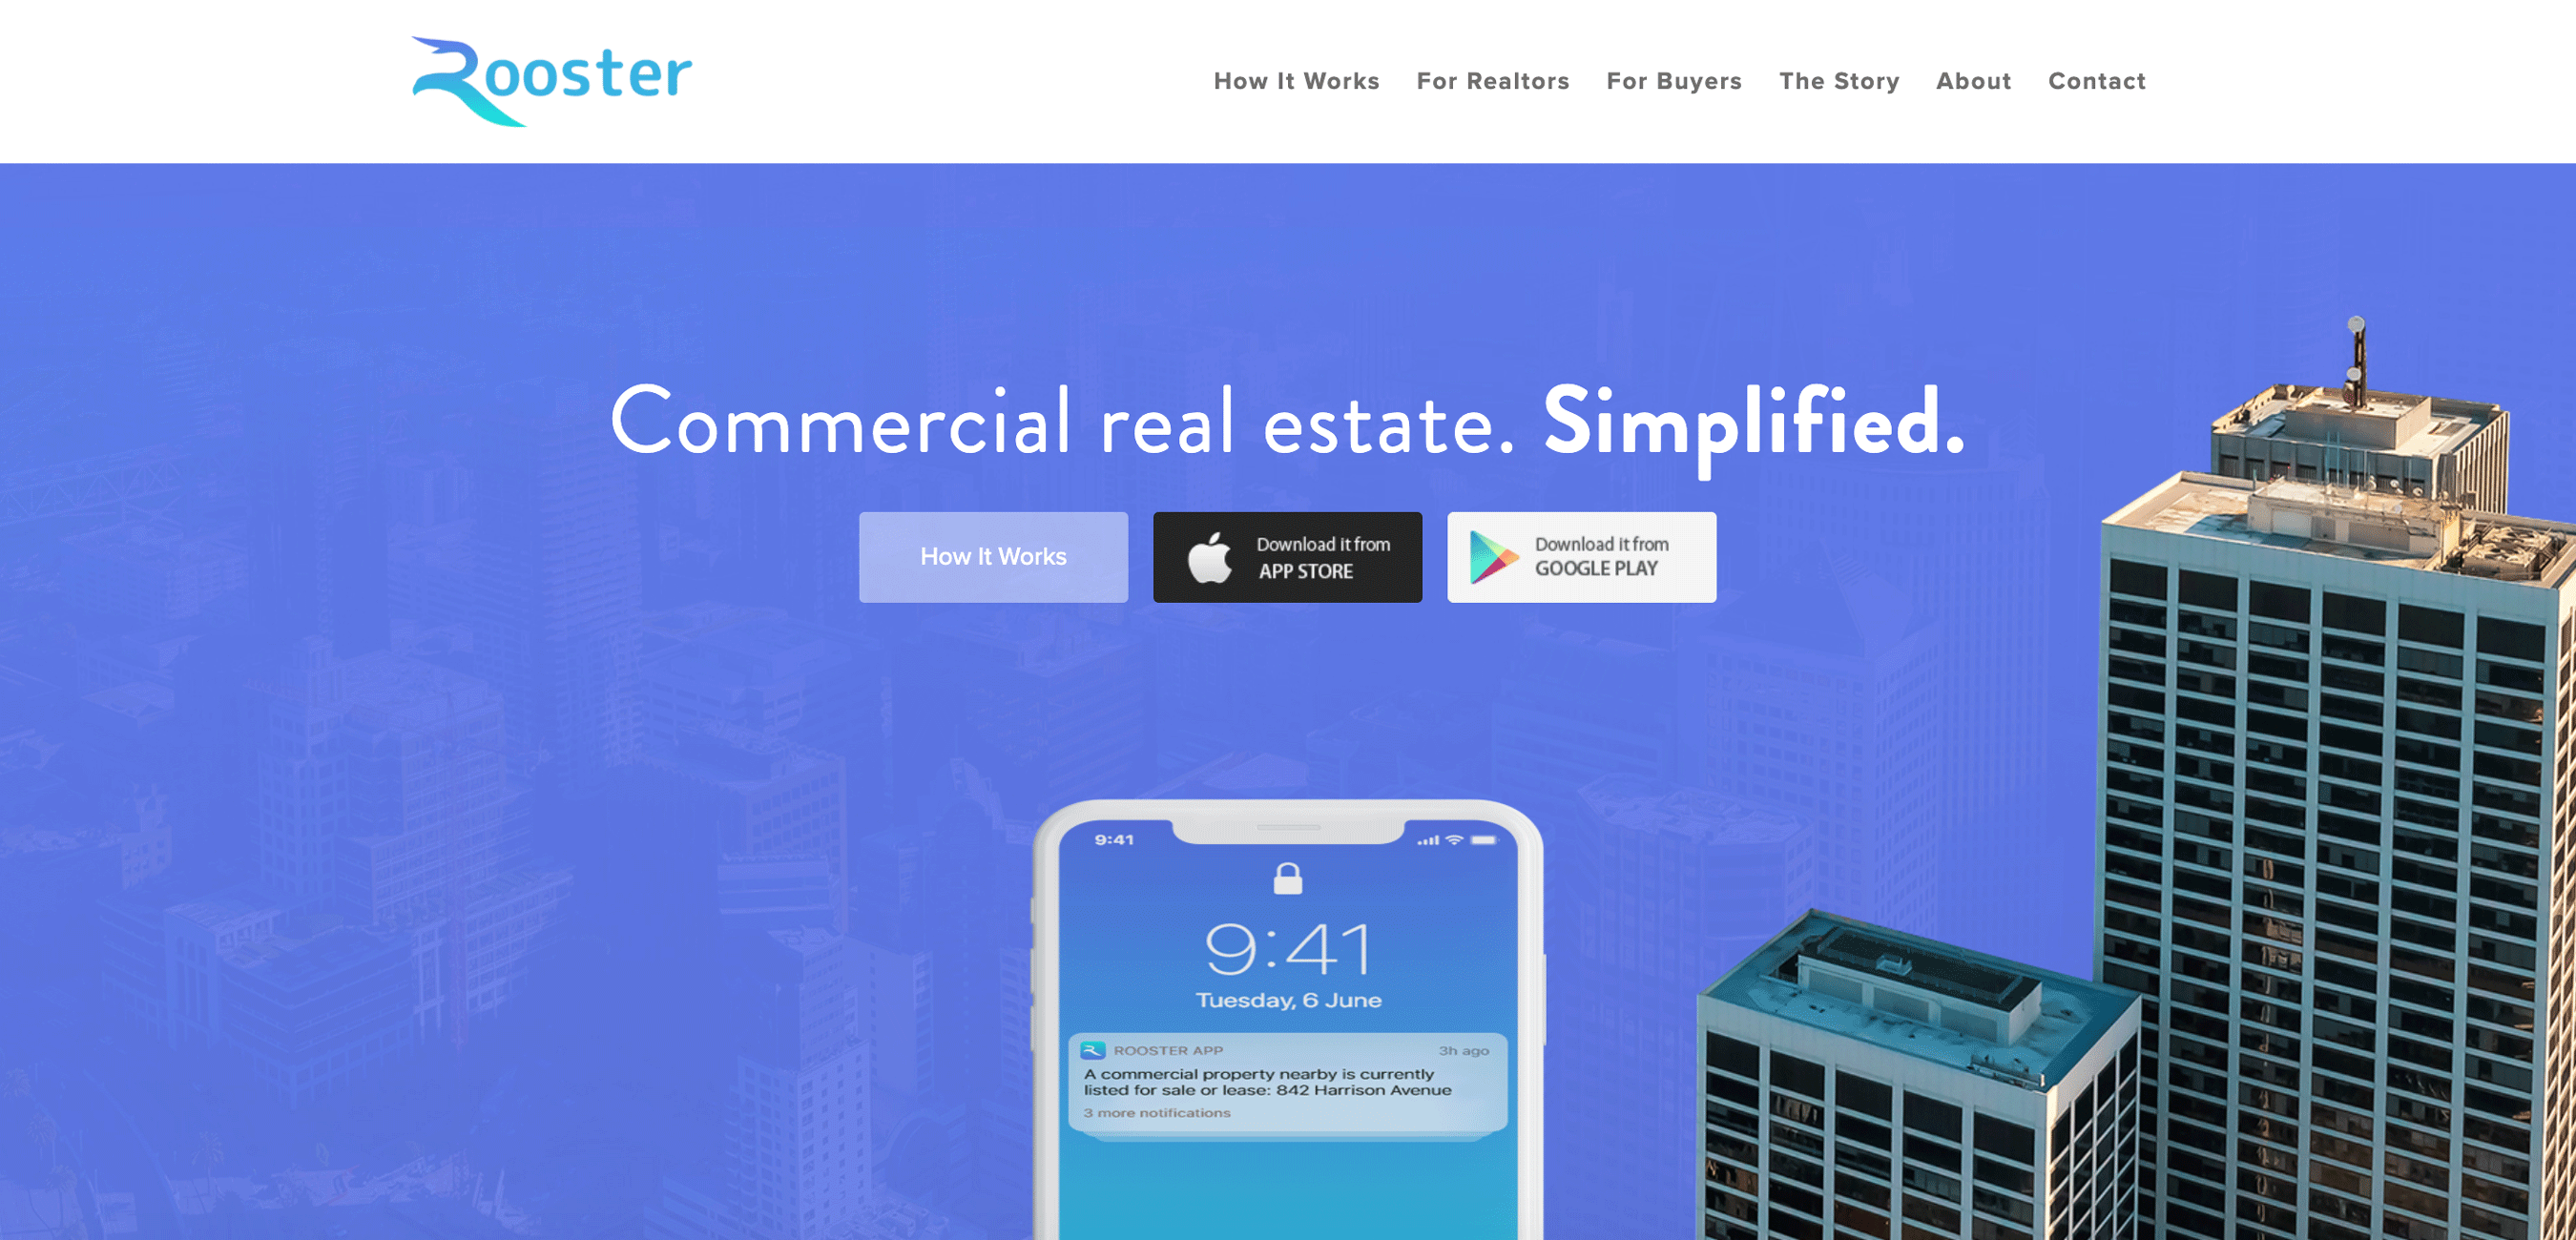 Rooster
How It Works For Realtors For Buyers The Story About Contact
Commercial real estate. Simplified.
How It Works
Download it from
APP STORE
Download it from
GOOGLE PLAY
9:41
9:41
Tuesday, 6 June
ROOSTER APP 3h ago
A commercial property nearby is currently
listed for sale or lease: 842 Harrison Avenue
3 more notifications